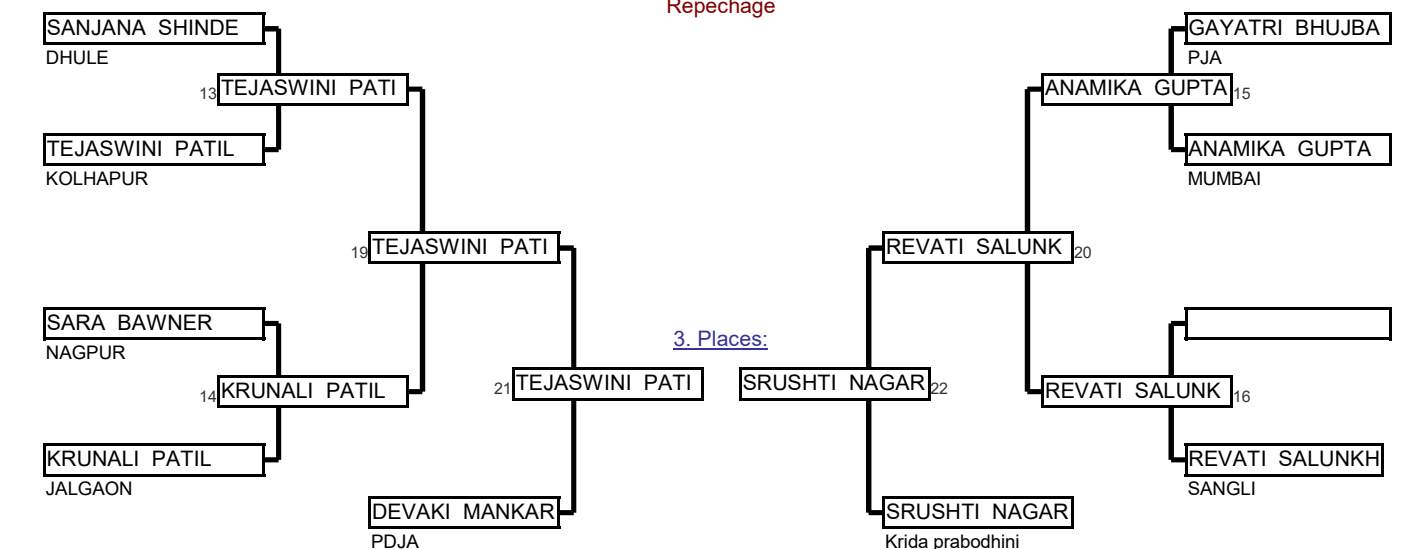 Repechage
SANJANA SHINDE
DHULE
13 TEJASWINI PATI
TEJASWINI PATIL
KOLHAPUR
19 TEJASWINI PATI
SARA BAWNER
NAGPUR
14 KRUNALI PATIL
KRUNALI PATIL
JALGAON
21 TEJASWINI PATI
DEVAKI MANKAR
PDJA
3. Places:
GAYATRI BHUJBA
PJA
ANAMIKA GUPTA 15
ANAMIKA GUPTA
MUMBAI
REVATI SALUNK 20
REVATI SALUNK 16
REVATI SALUNKH
SANGLI
SRUSHTI NAGAR 22
SRUSHTI NAGAR
Krida prabodhini